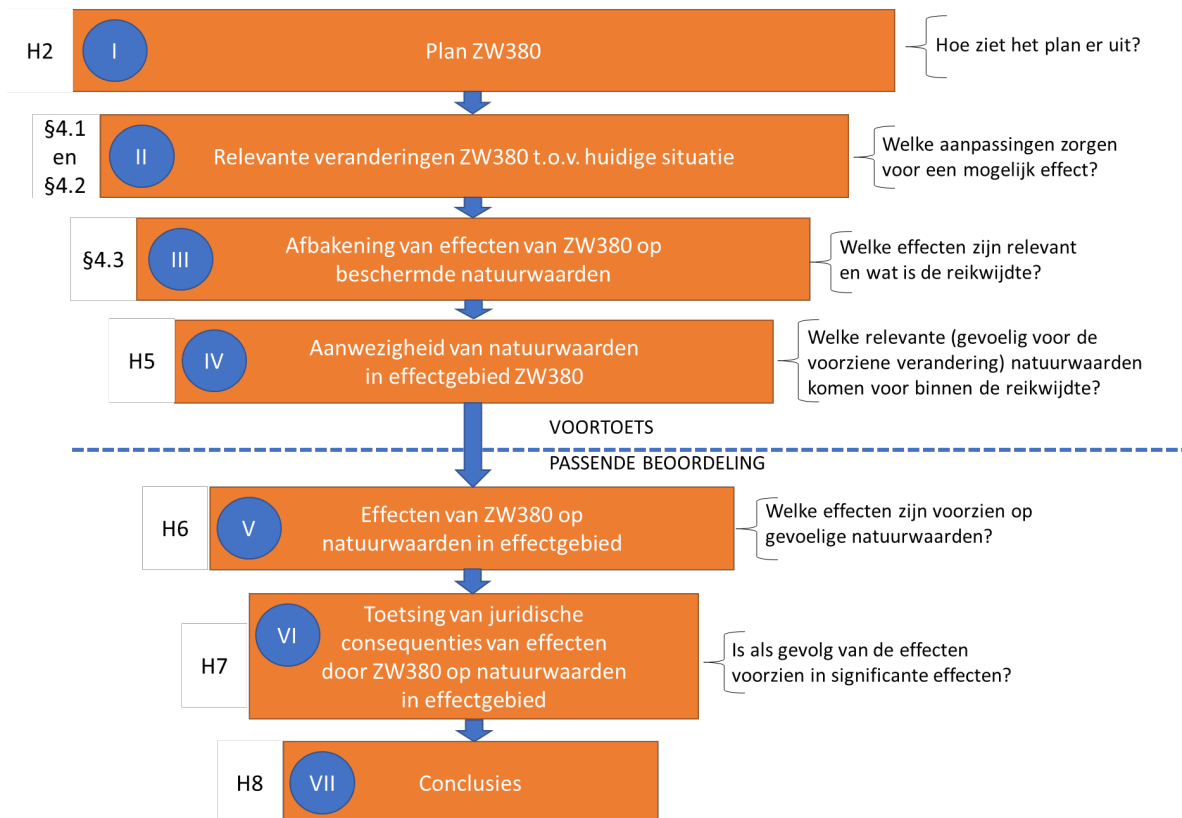 H2
I
Plan ZW380
Hoe ziet het plan er uit?
§4.1
en
§4.2
II
Relevante veranderingen ZW380 t.o.v. huidige situatie
Welke aanpassingen zorgen
voor een mogelijk effect?
§4.3
III
Afbakening van effecten van ZW380 op
beschermde natuurwaarden
Welke effecten zijn relevant
en wat is de reikwijdte?
H5
IV
Aanwezigheid van natuurwaarden
in effectgebied ZW380
Welke relevante (gevoelig voor de
voorziene verandering) natuurwaarden
komen voor binnen de reikwijdte?
VOORTOETS
PASSENDE BEOORDELING
H6
V
Effecten van ZW380 op
natuurwaarden in effectgebied
Welke effecten zijn voorzien op
gevoelige natuurwaarden?
H7
VI
Toetsing van juridische
consequenties van effecten
door ZW380 op natuurwaarden
in effectgebied
Is als gevolg van de effecten
voorzien in significante effecten?
H8
VII
Conclusies